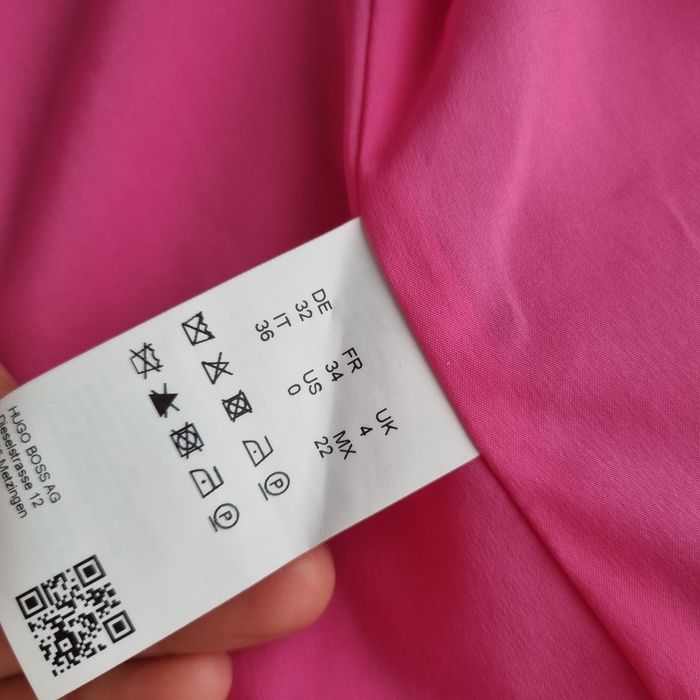 DE FR UK
32 34 4
IT US MX
36 0 22
P
P
HUGO BOSS AG
Dieselstrasse 12
Metzingen